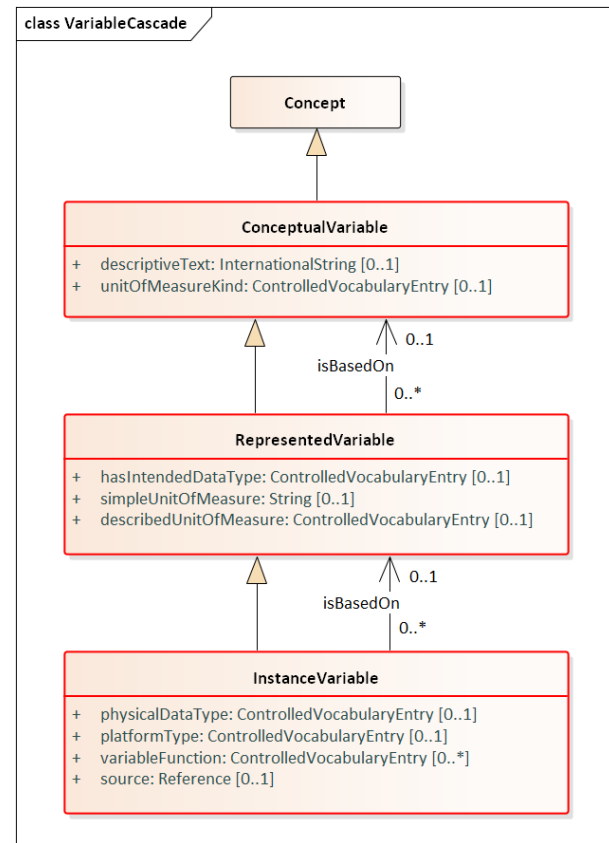 class VariableCascade
Concept
ConceptualVariable
+ descriptiveText: InternationalString [0..1]
+ unitOfMeasureKind: ControlledVocabularyEntry [0..1]
0..1
isBasedOn
0..*
RepresentedVariable
+ hasIntendedDataType: ControlledVocabularyEntry [0..1]
+ simpleUnitOfMeasure: String [0..1]
+ describedUnitOfMeasure: ControlledVocabularyEntry [0..1]
0..1
isBasedOn
0..*
InstanceVariable
+ physicalDataType: ControlledVocabularyEntry [0..1]
+ platformType: ControlledVocabularyEntry [0..1]
+ variableFunction: ControlledVocabularyEntry [0..*]
+ source: Reference [0..1]